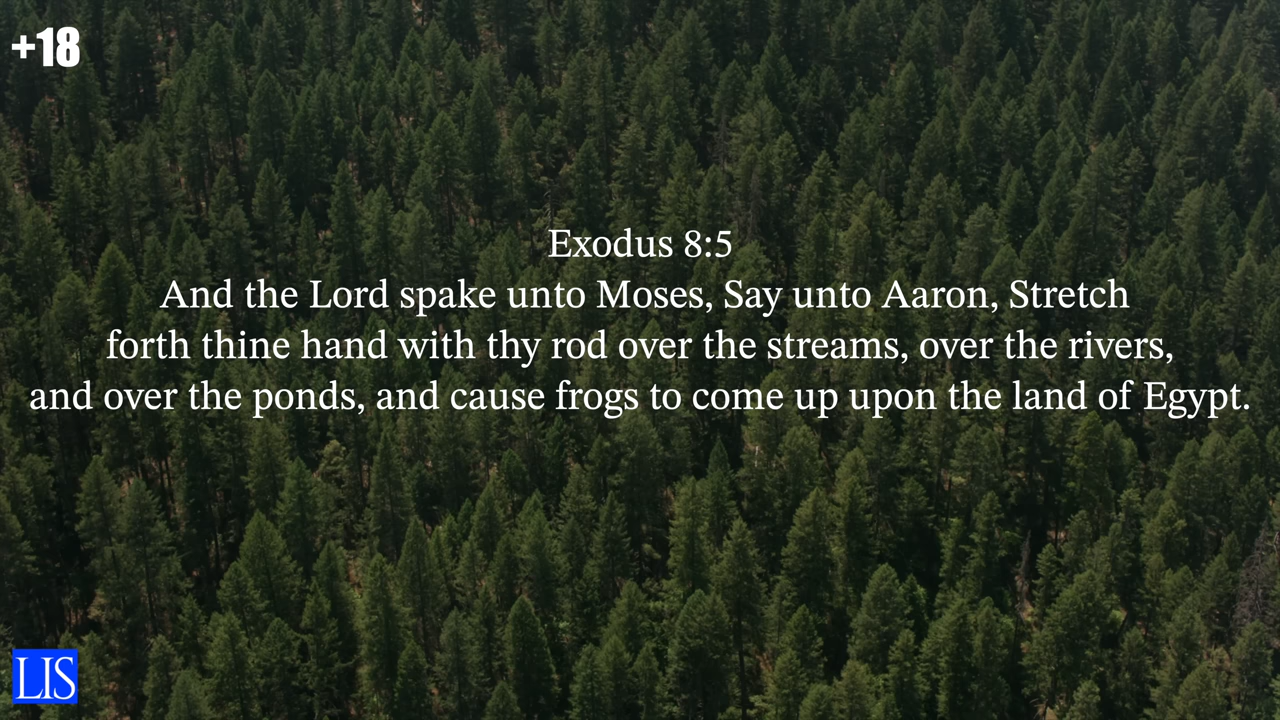 +18
Exodus 8:5
And the Lord spake unto Moses, Say unto Aaron, Stretch
forth thine hand with thy rod over the streams, over the rivers,
and over the ponds, and cause frogs to come up upon the land of Egypt.
LIS